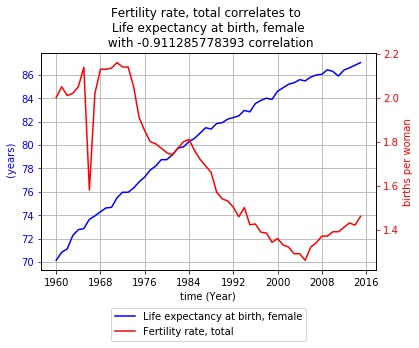 Fertility rate, total correlates to
Life expectancy at birth, female
with -0.911285778393 correlation
86
84
82
80
78
76
74
72
70
(years)
2.2
2.0
1.8
1.6
1.4
births per woman
1960 1968 1976 1984 1992 2000 2008 2016
time (Year)
Life expectancy at birth, female
Fertility rate, total